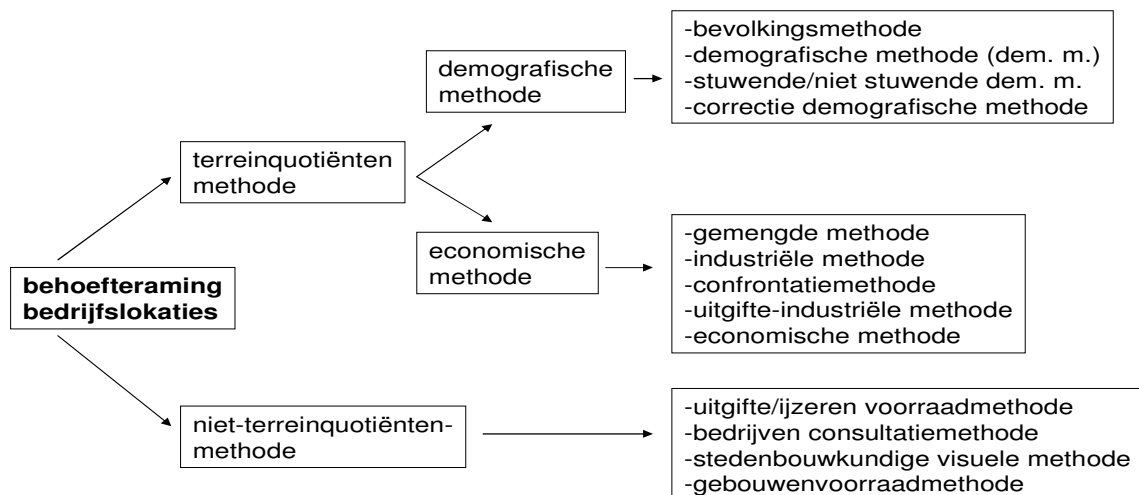 -bevolkingsmethode
-demografische methode (dem. m.)
-stuwende/niet stuwende dem. m.
-correctie demografische methode
demografische
methode
terreinquotiënten
methode
economische
methode
-gemengde methode
-industriële methode
-confrontatiemethode
-uitgifte-industriële methode
-economische methode
behoefteraming
bedrijfslokaties
niet-terreinquotiënten-
methode
-uitgifte/ijzeren voorraadmethode
-bedrijven consultatiemethode
-stedenbouwkundige visuele methode
-gebouwenvoorraadmethode